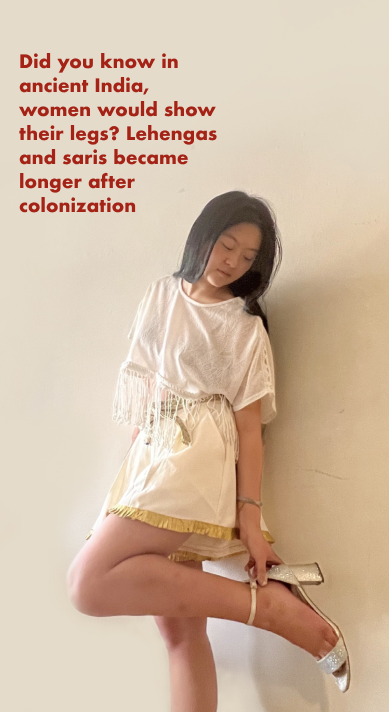 Did you know in
ancient India,
women would show
their legs? Lehengas
and saris became
longer after
colonization